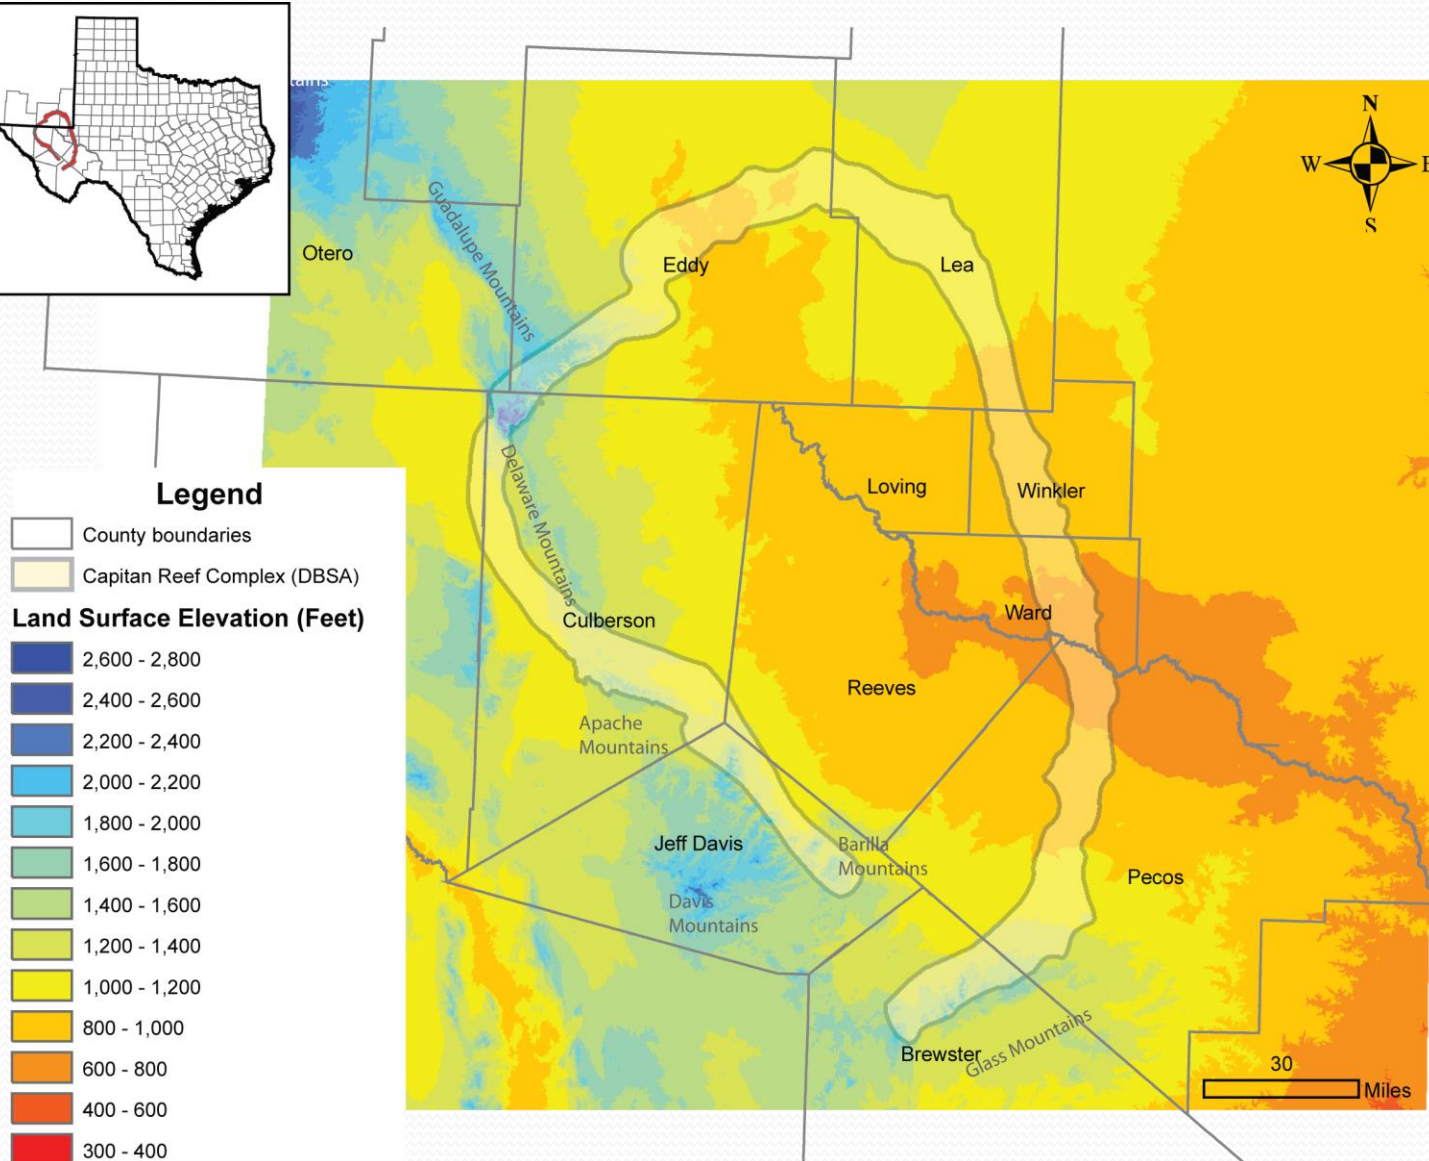 tains
N
W
E
S
Guadalupe Mountains
Otero
Eddy
Lea
Delaware Mountains
Loving
Winkler
Legend
County boundaries
Capitan Reef Complex (DBSA)
Land Surface Elevation (Feet)
2,600 - 2,800
2,400 - 2,600
2,200 - 2,400
2,000 - 2,200
1,800 - 2,000
1,600 - 1,800
1,400 - 1,600
1,200 - 1,400
1,000 - 1,200
800 - 1,000
600 - 800
400 - 600
300 - 400
Culberson
Ward
Reeves
Apache
Mountains
Jeff Davis
Barilla
Mountains
Davis
Mountains
Pecos
Brewster
Glass Mountains
30
Miles